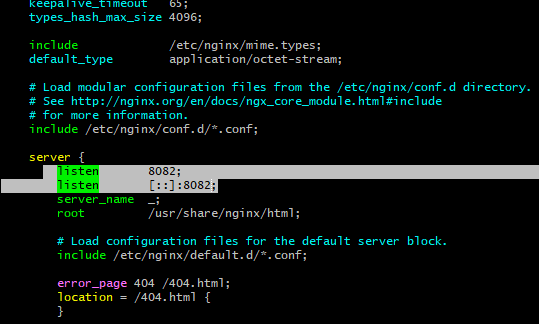 keepalive_timeout   65;
types_hash_max_size 4096;
include             /etc/nginx/mime.types;
default_type        application/octet-stream;
# Load modular configuration files from the /etc/nginx/conf.d directory.
# See http://nginx.org/en/docs/ngx_core_module.html#include
# for more information.
include /etc/nginx/conf.d/*.conf;
server {
listen       8082;
listen       [::]:8082;
server_name  _;
root         /usr/share/nginx/html;
# Load configuration files for the default server block.
include /etc/nginx/default.d/*.conf;
error_page 404 /404.html;
location = /404.html {
}